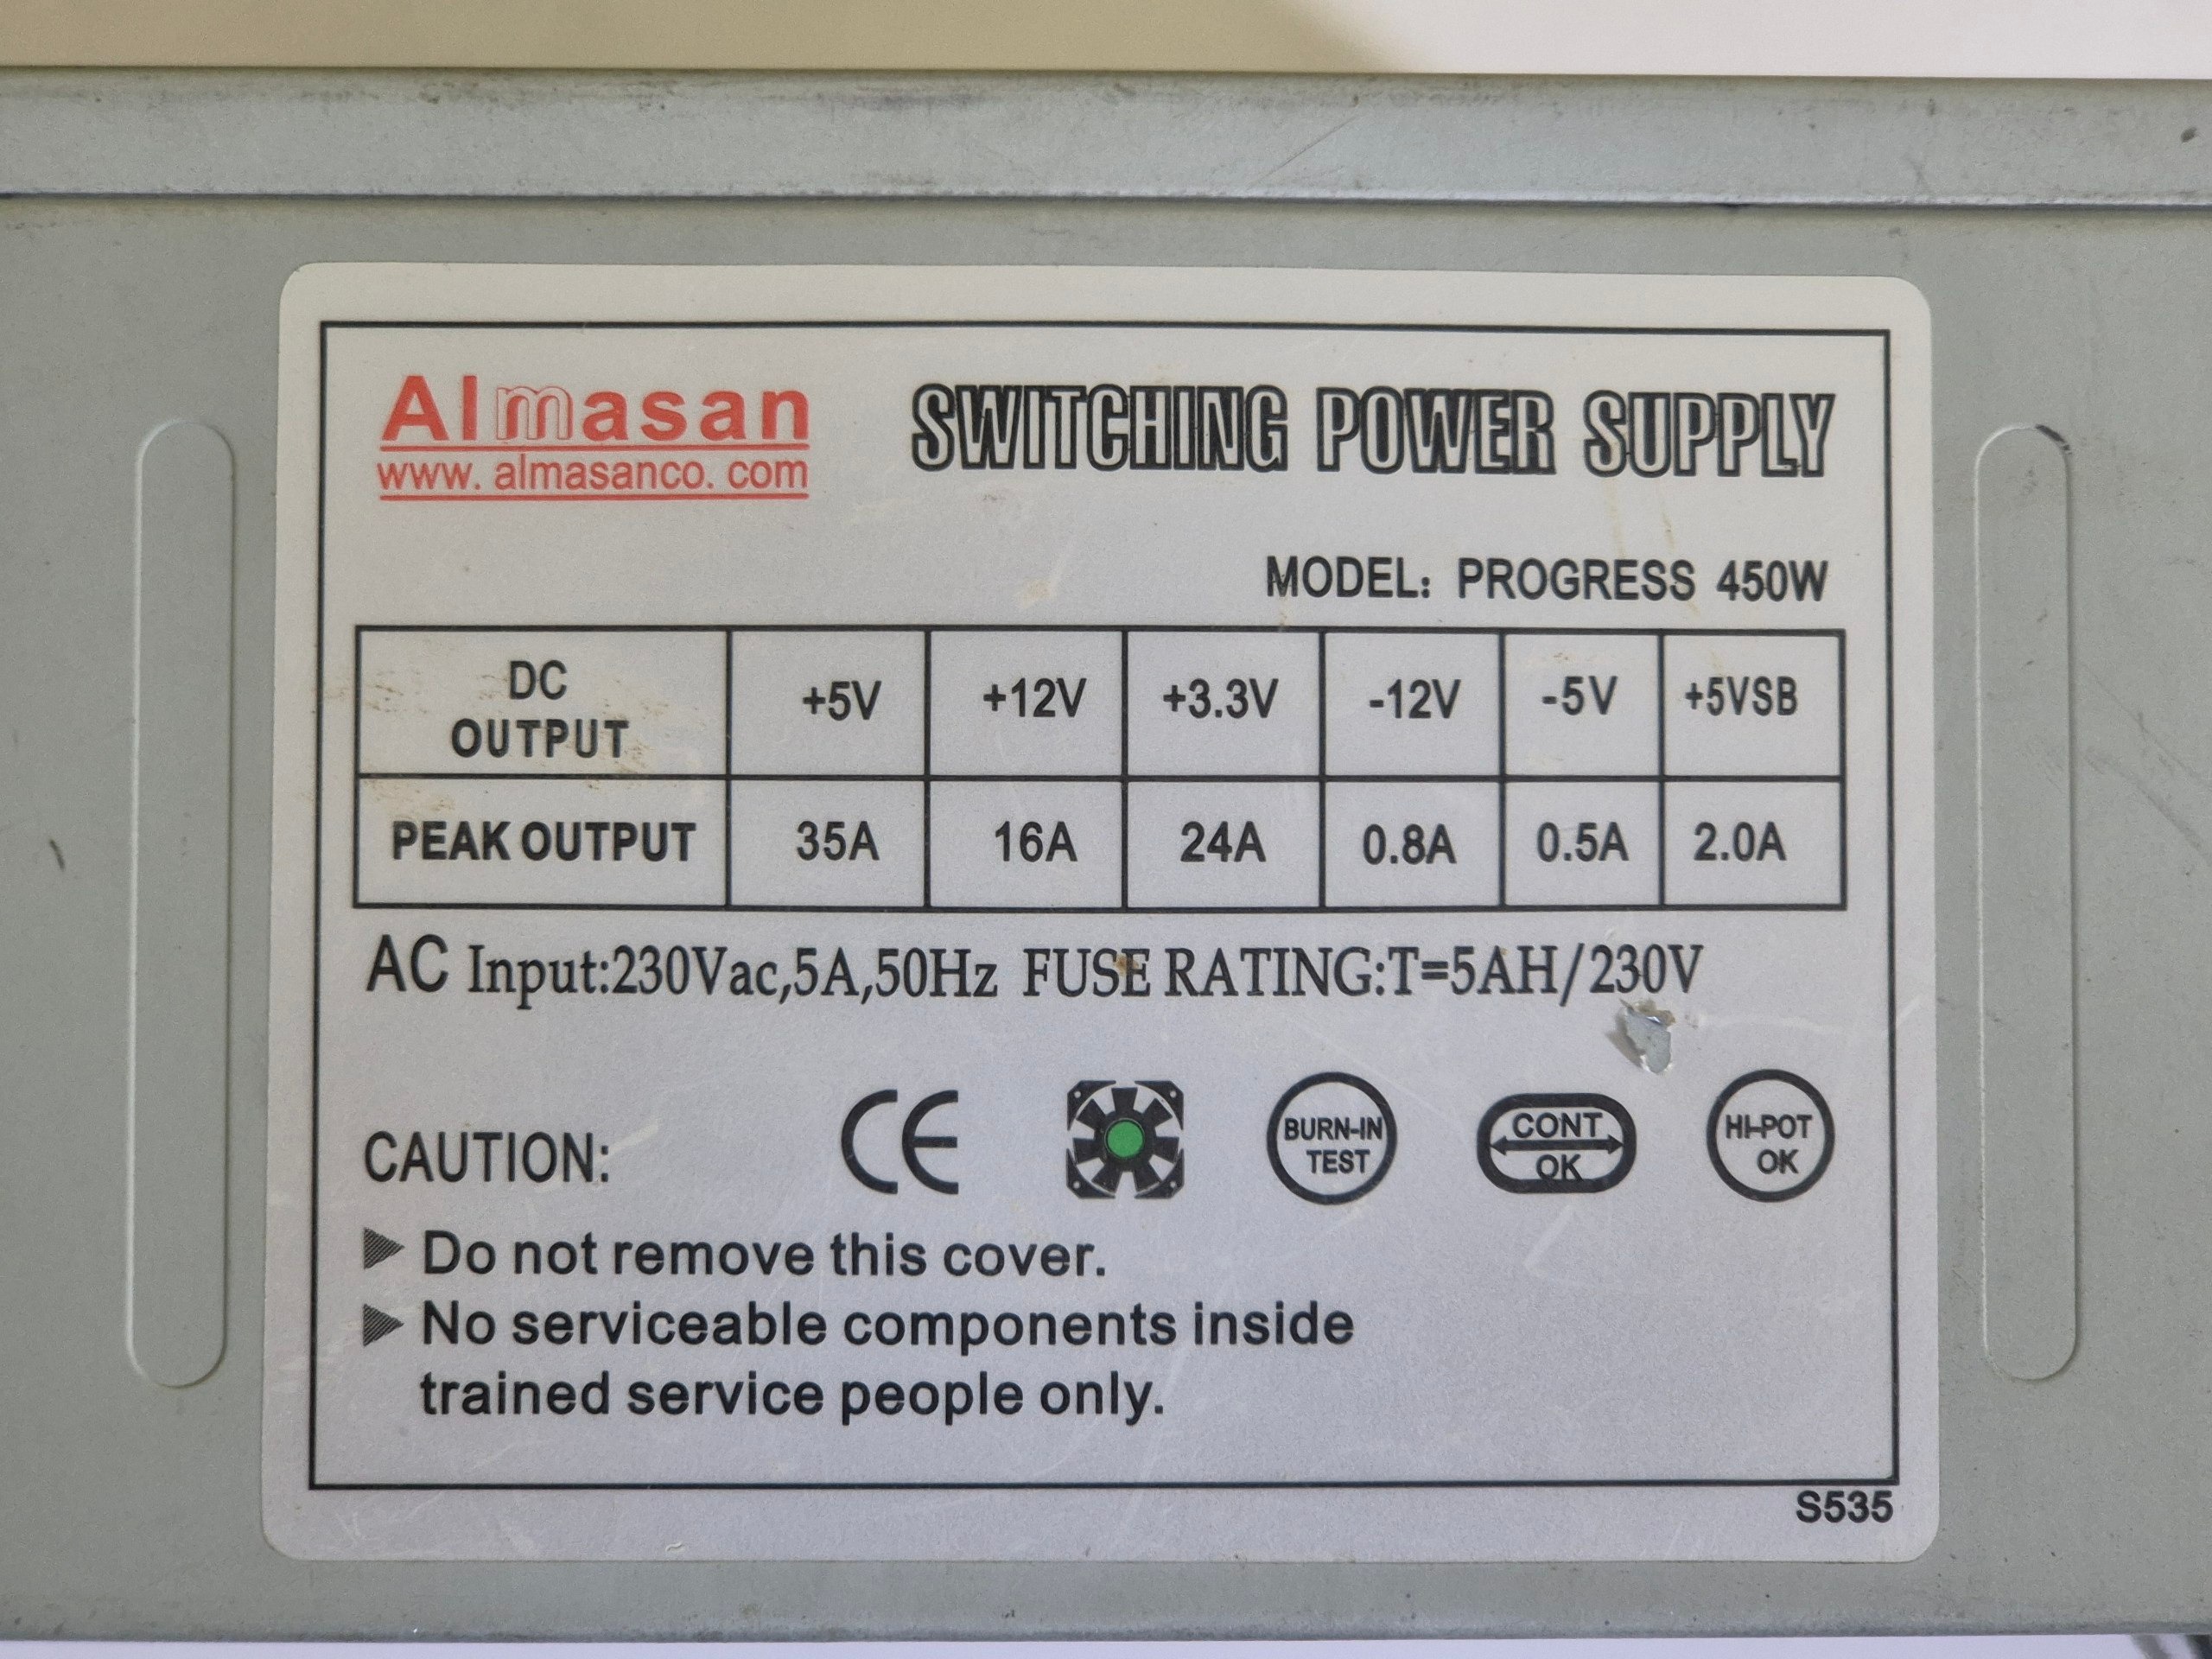 Almasan
www. almasanco. com
SWITCHING POWER SUPPLY
MODEL: PROGRESS 450W
DC OUTPUT +5V +12V +3.3V -12V -5V +5VSB
PEAK OUTPUT 35A 16A 24A 0.8A 0.5A 2.0A
AC Input:230Vac,5A,50Hz FUSE RATING:T=5AH/230V
CAUTION:
CE
BURN-IN
TEST
CONT
OK
HI-POT
OK
Do not remove this cover.
No serviceable components inside
trained service people only.
S535